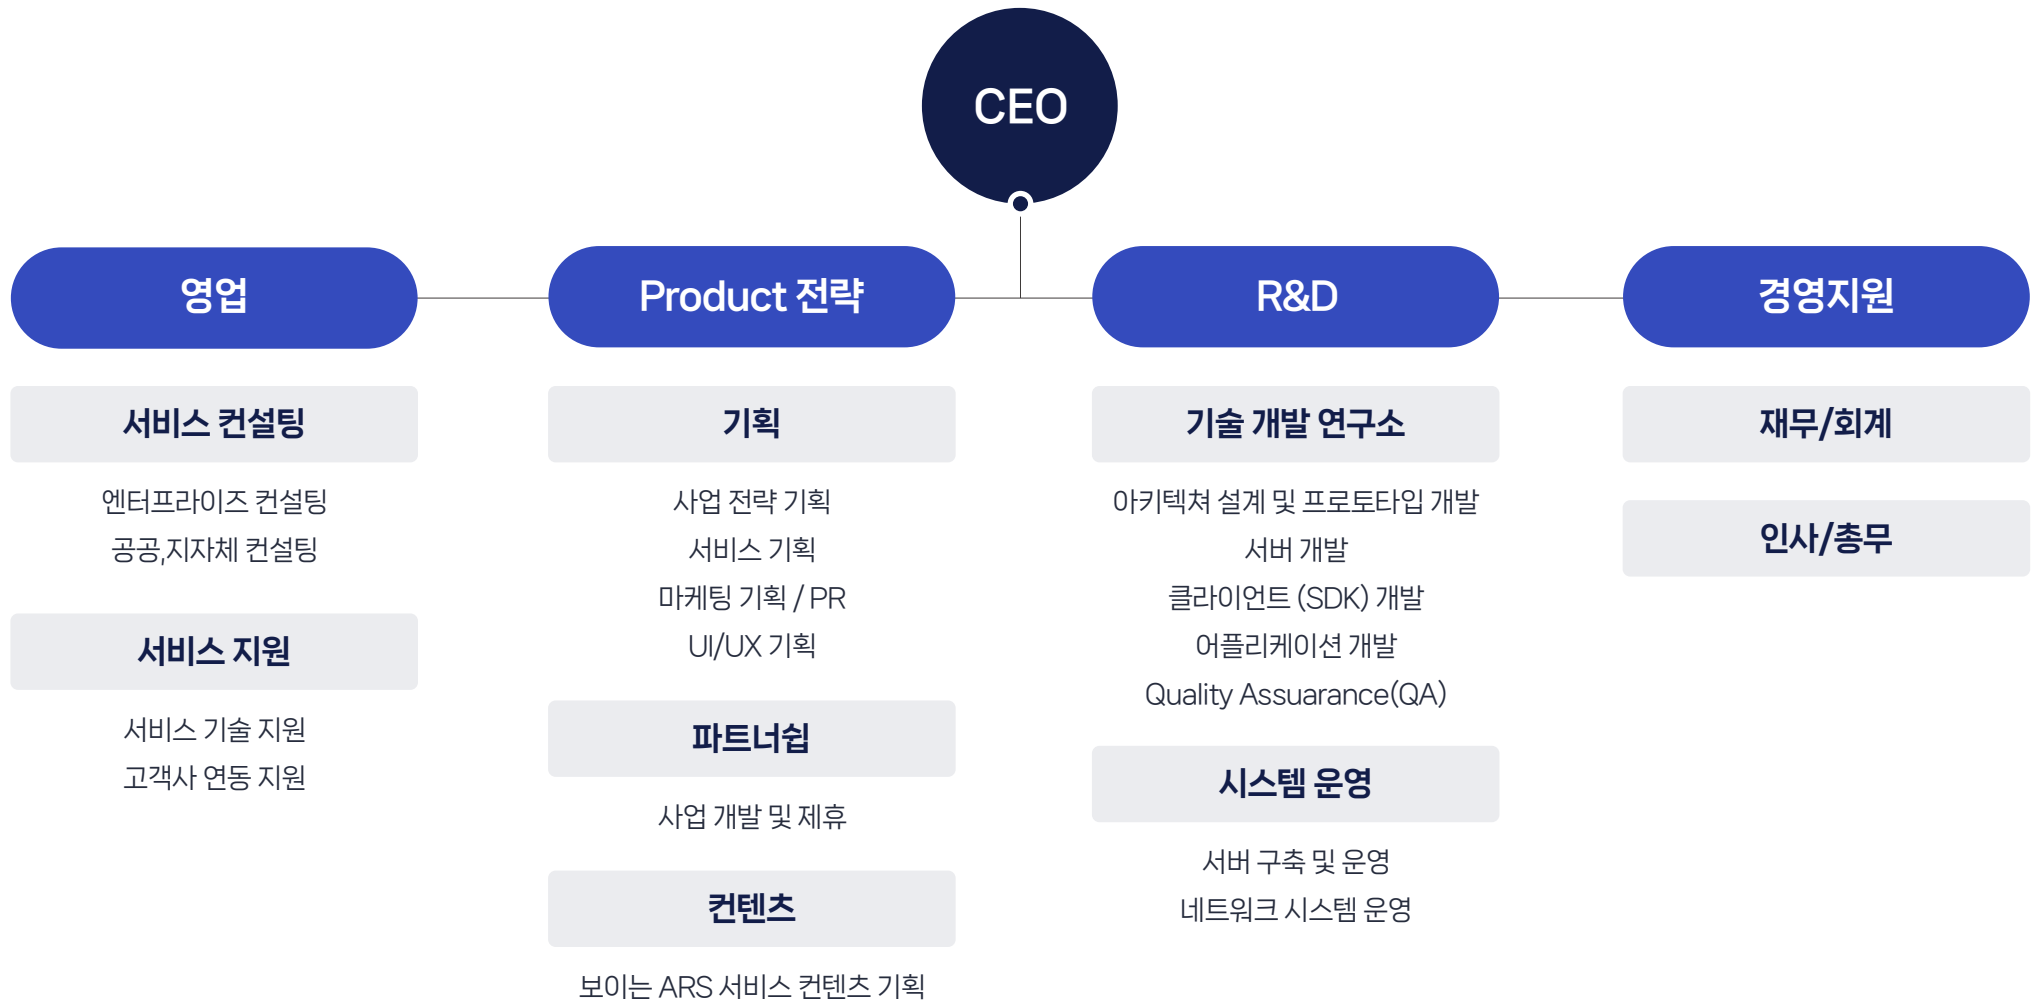 CEO
영업
서비스 컨설팅
엔터프라이즈 컨설팅
공공,지자체 컨설팅
서비스 지원
서비스 기술 지원
고객사 연동 지원
Product 전략
기획
사업 전략 기획
서비스 기획
마케팅 기획 / PR
UI/UX 기획
파트너쉽
사업 개발 및 제휴
컨텐츠
보이는 ARS 서비스 컨텐츠 기획
R&D
기술 개발 연구소
아키텍쳐 설계 및 프로토타입 개발
서버 개발
클라이언트 (SDK) 개발
어플리케이션 개발
Quality Assuarance(QA)
시스템 운영
서버 구축 및 운영
네트워크 시스템 운영
경영지원
재무/회계
인사/총무